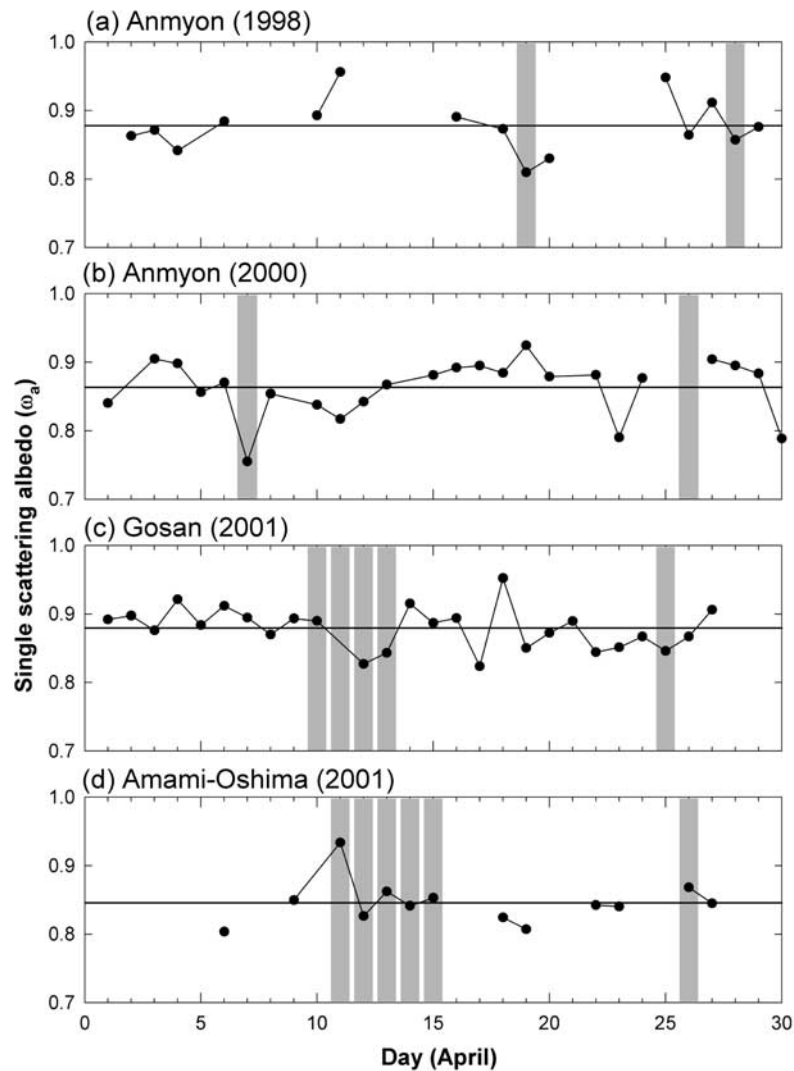 (a) Anmyon (1998)
1.0
0.9
0.8
0.7
(b) Anmyon (2000)
1.0
0.9
0.8
0.7
(c) Gosan (2001)
1.0
0.9
0.8
0.7
(d) Amami-Oshima (2001)
1.0
0.9
0.8
0.7
0 5 10 15 20 25 30
Day (April)
Single scattering albedo (ωa)